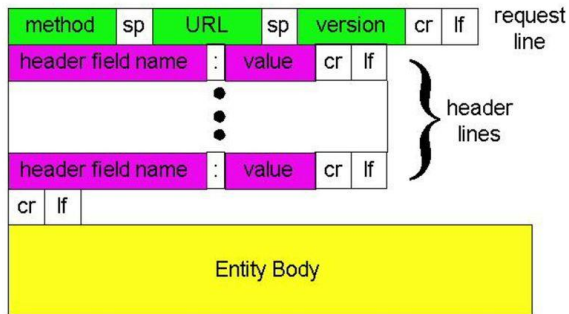 method sp URL sp version cr lf request line
header field name : value cr lf
header lines
header field name : value cr lf
cr lf
Entity Body